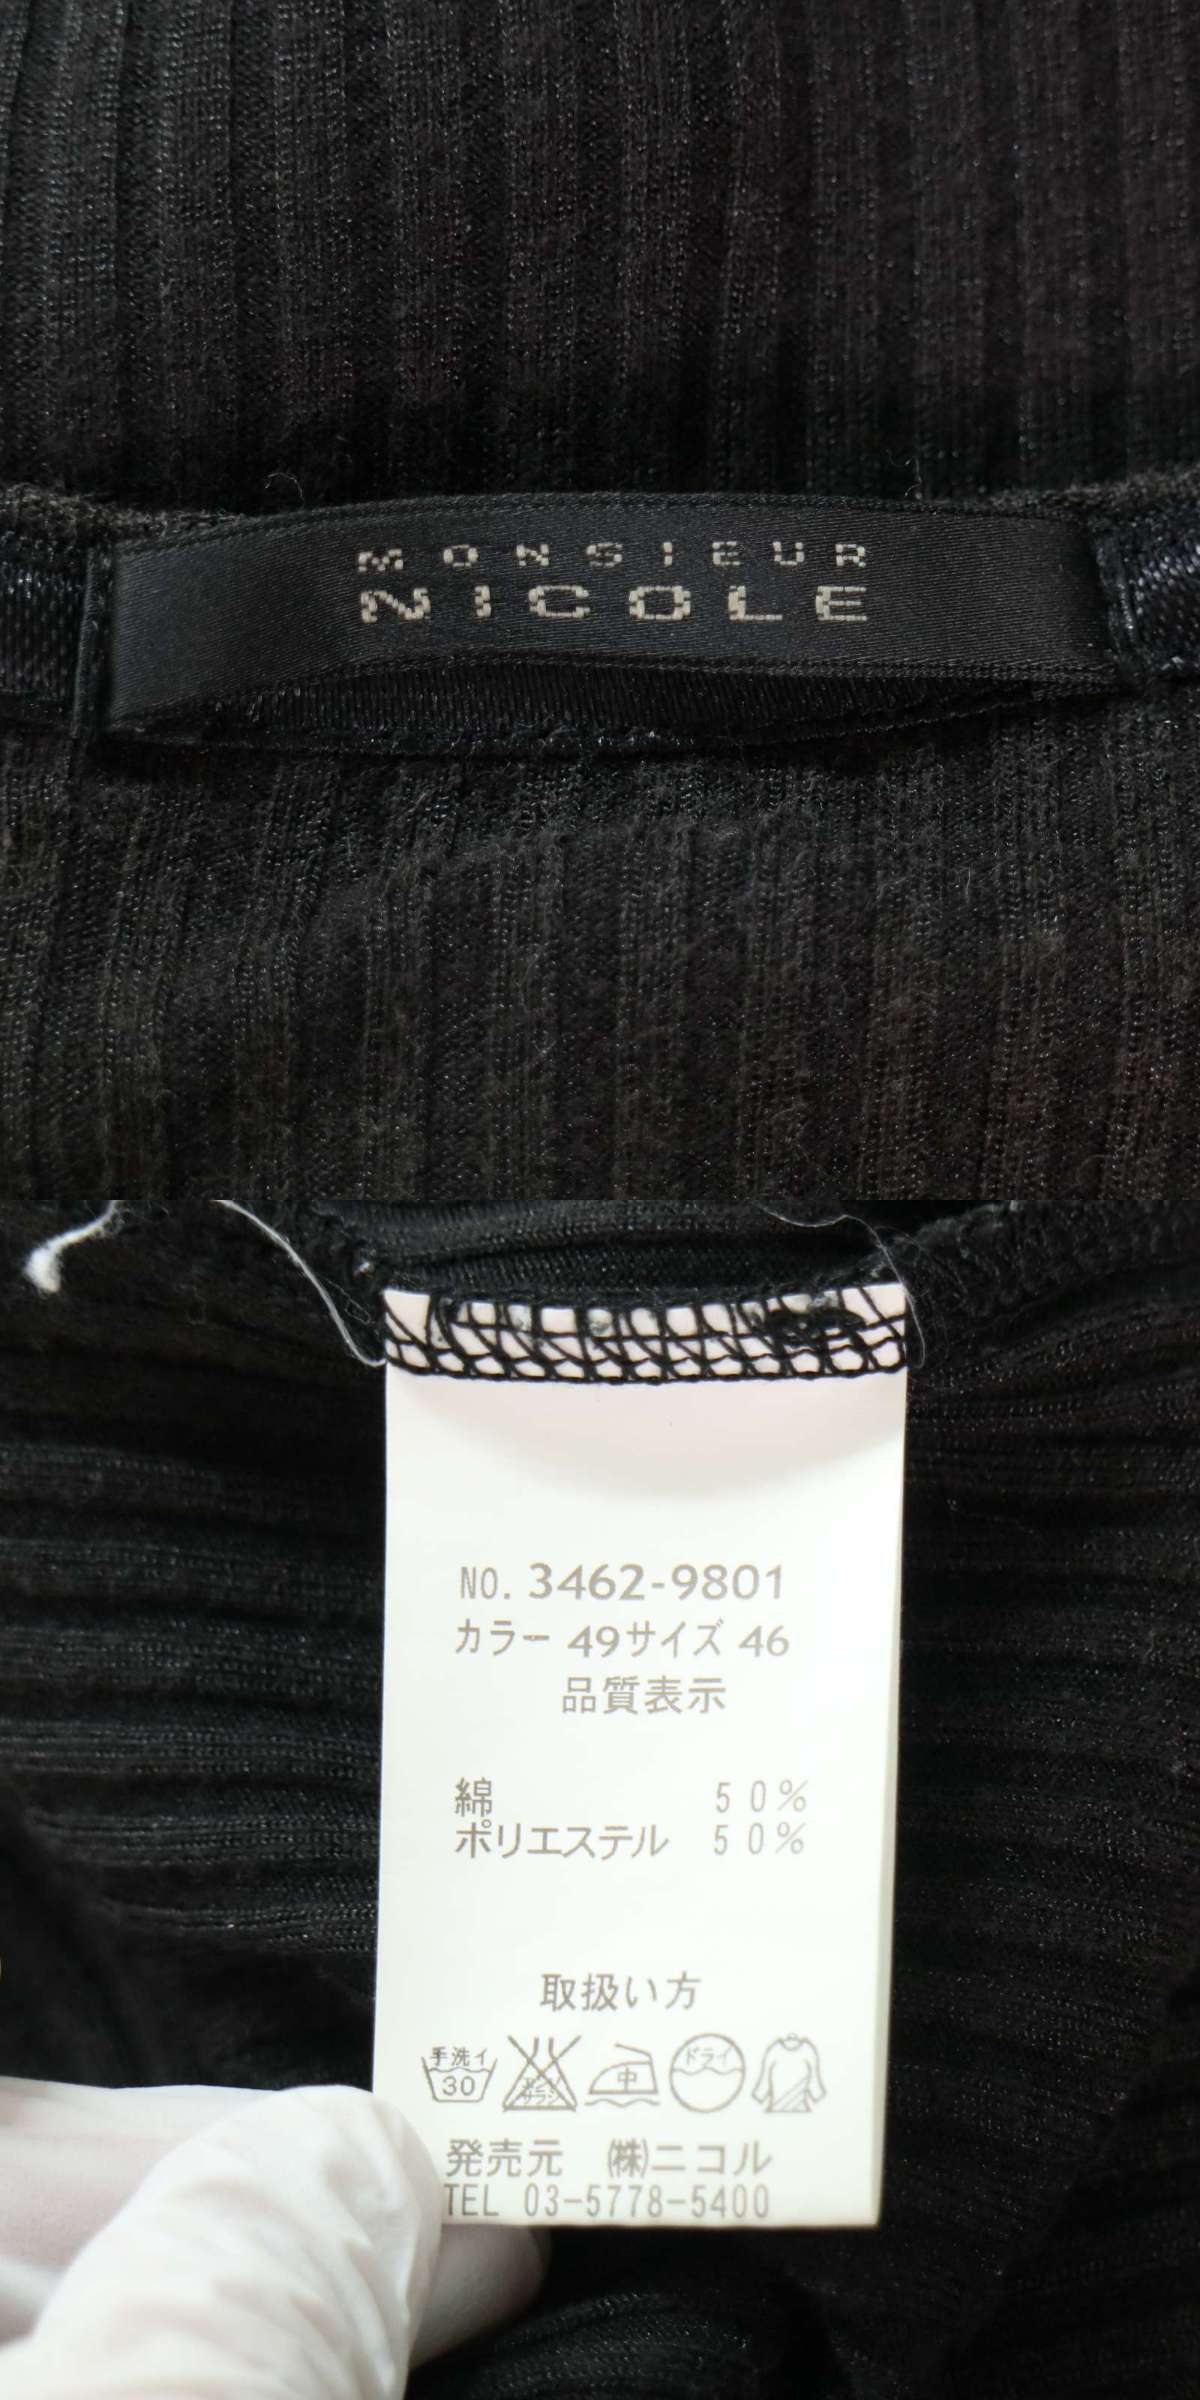 MONSIEUR
NICOLE
NO. 3462-9801
カラー 49サイズ 46
品質表示
綿 50%
ポリエステル 50%
取扱い方
手洗イ 30 中 ドライ
発売元 ㈱ニコル
TEL 03-5778-5400